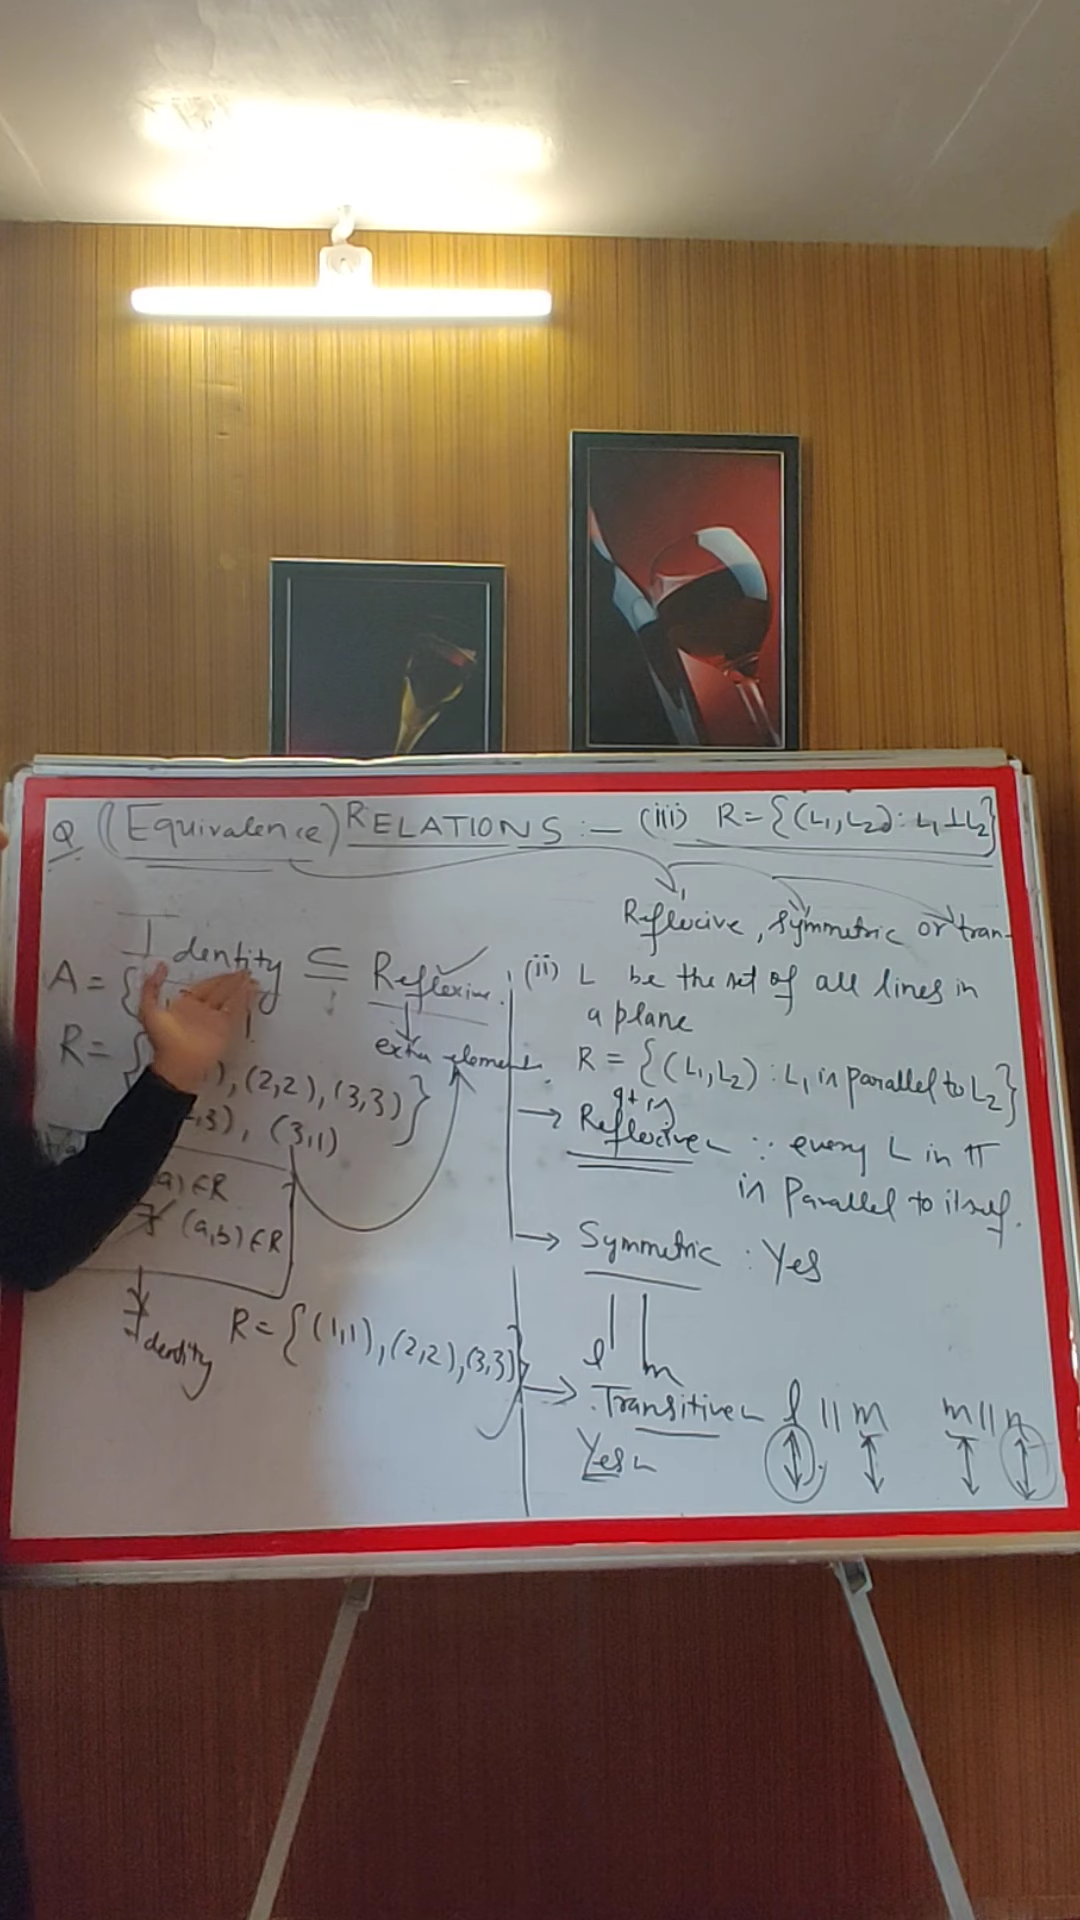 Q (Equivalence) RELATIONS :- (iii) R = {(L₁, L₂) : L₁ ⊥ L₂}
Reflexive, symmetric or tran-
Identity ⊆ Reflexive
A = {
extra element
R = { ), (2,2), (3,3)}
,3), (3,1)
a) ∈ R
(a,b) ∈ R
Identity
R = {(1,1), (2,2), (3,3)}
(ii) L be the set of all lines in
a plane
R = {(L₁, L₂) : L₁ is parallel to L₂}
→ Reflexive ∵ every L in π
is Parallel to itself.
→ Symmetric : Yes
l m
→ Transitive l || m m || n
Yes